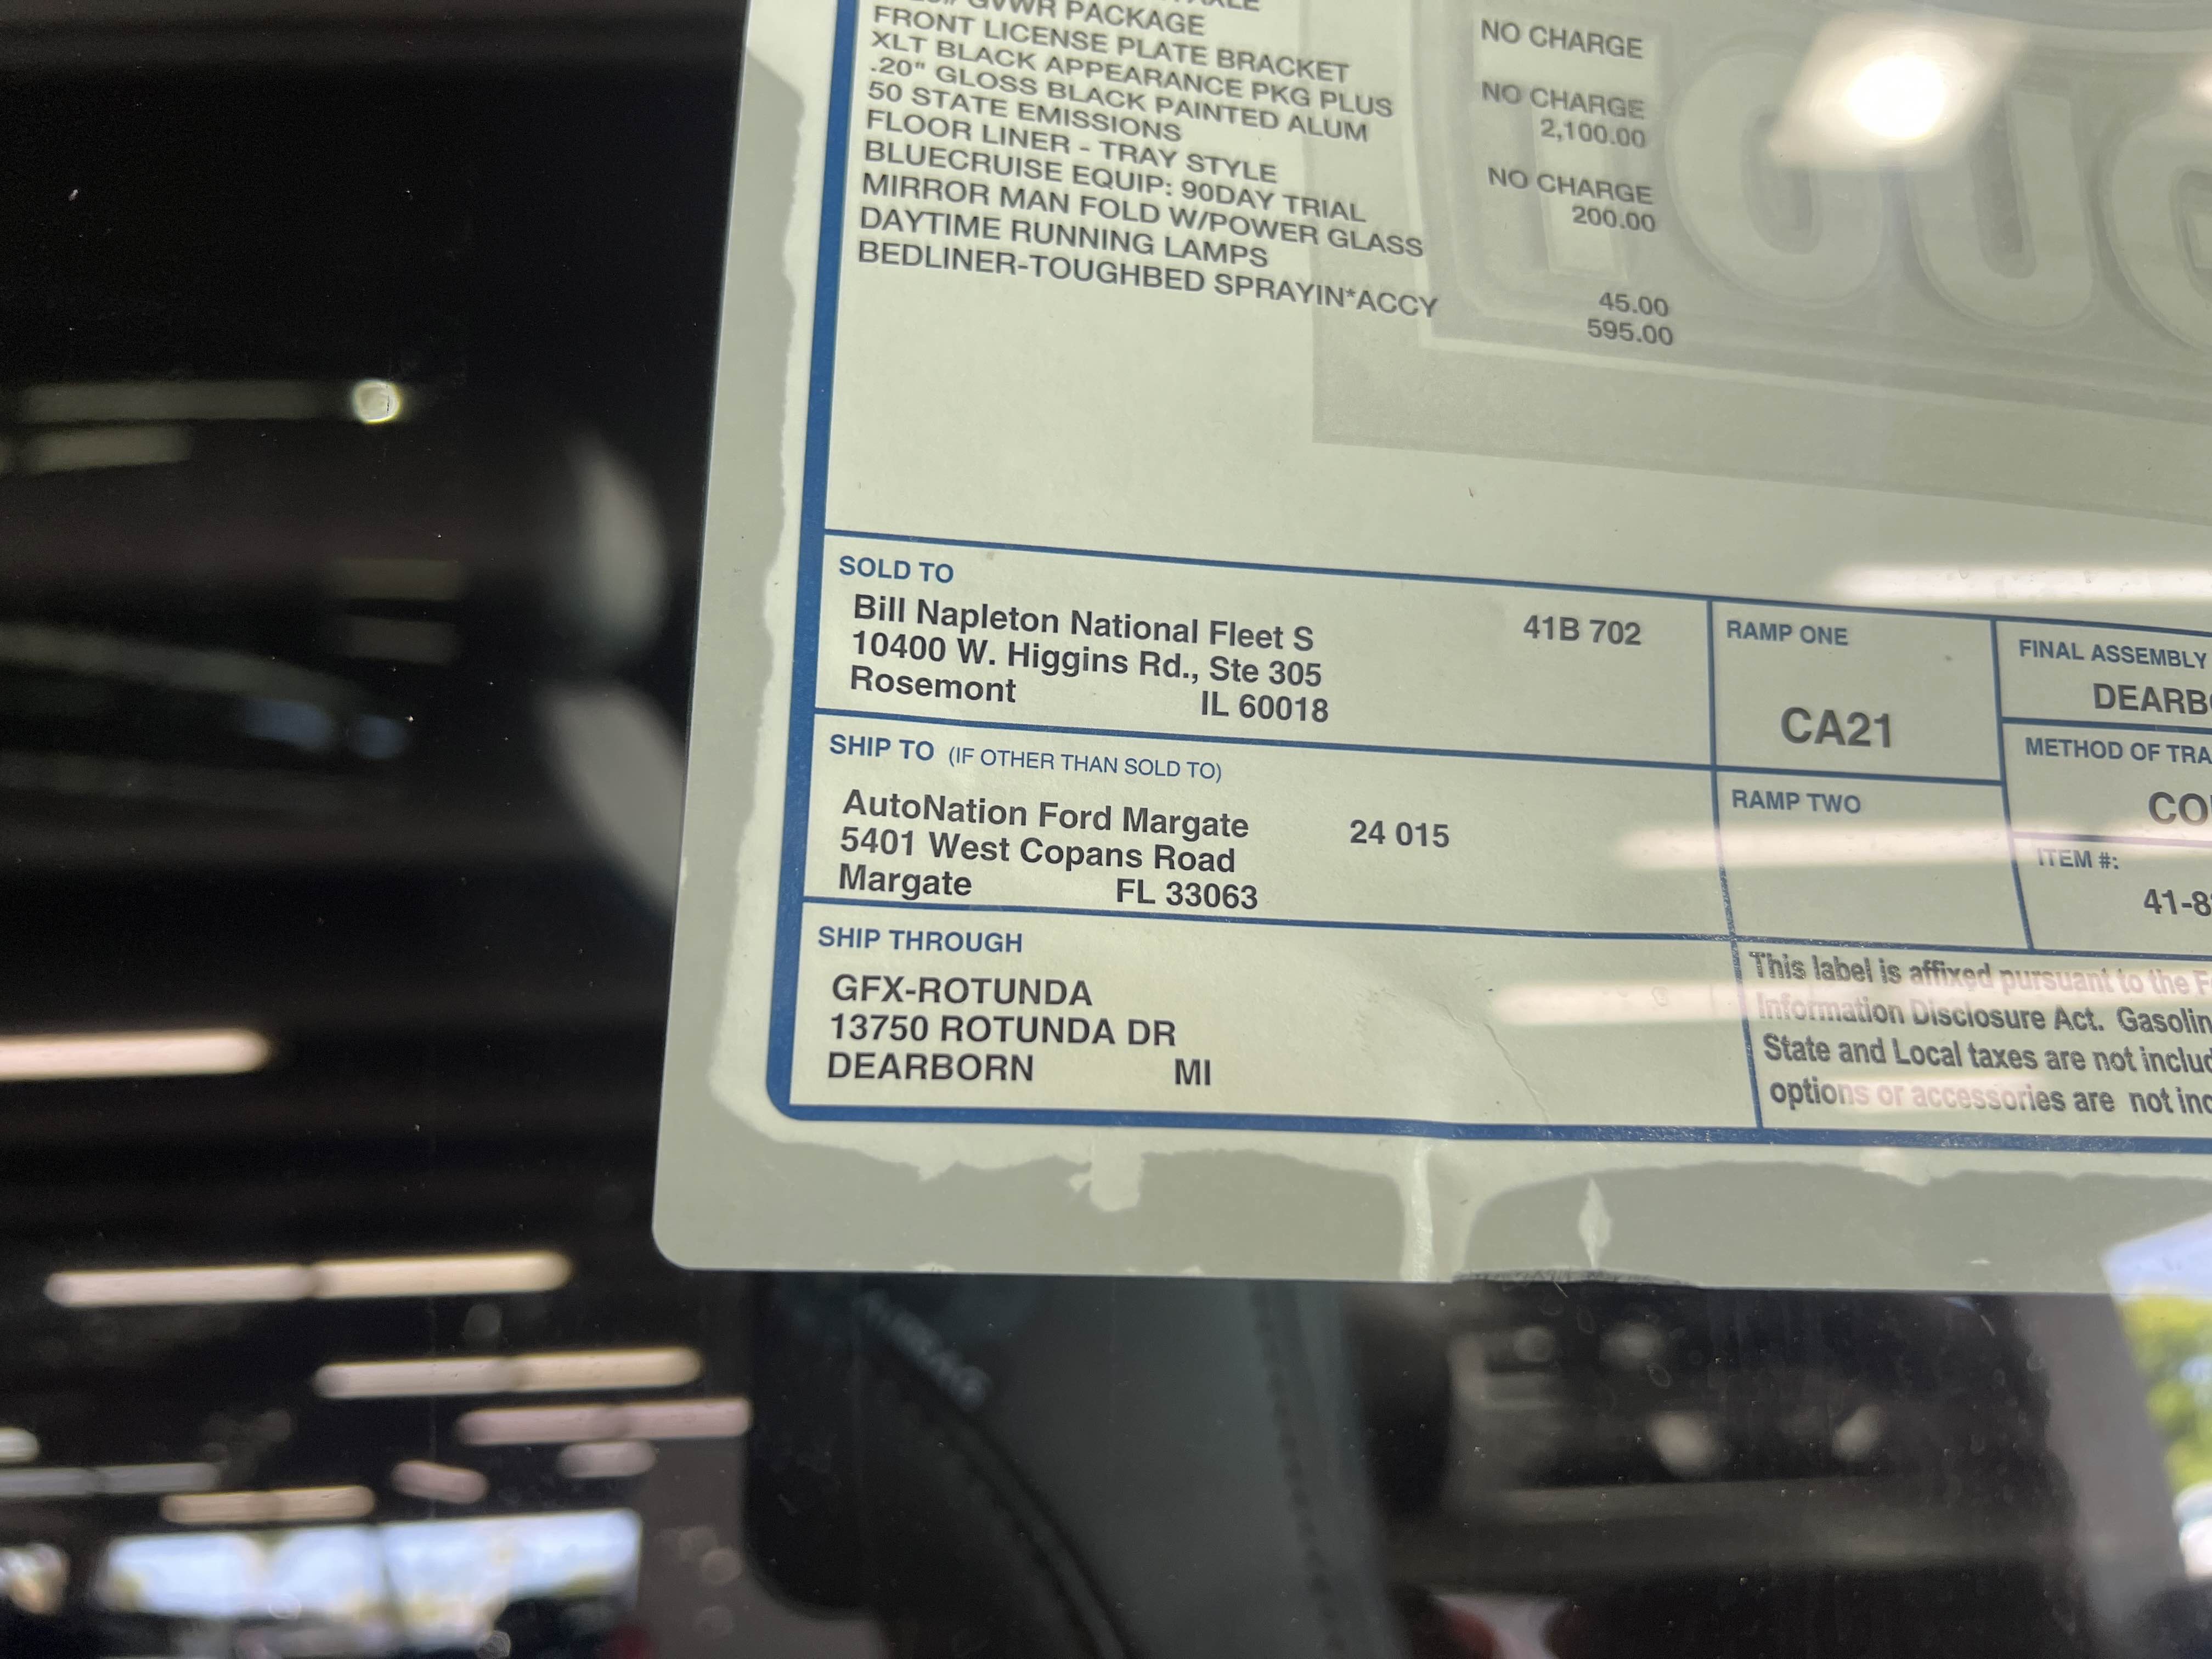 GVWR PACKAGE
FRONT LICENSE PLATE BRACKET NO CHARGE
XLT BLACK APPEARANCE PKG PLUS
.20" GLOSS BLACK PAINTED ALUM
50 STATE EMISSIONS NO CHARGE
FLOOR LINER - TRAY STYLE 2,100.00
BLUECRUISE EQUIP: 90DAY TRIAL
MIRROR MAN FOLD W/POWER GLASS NO CHARGE
DAYTIME RUNNING LAMPS 200.00
BEDLINER-TOUGHBED SPRAYIN*ACCY
45.00
595.00
SOLD TO
Bill Napleton National Fleet S 41B 702
10400 W. Higgins Rd., Ste 305
Rosemont IL 60018
SHIP TO (IF OTHER THAN SOLD TO)
AutoNation Ford Margate 24 015
5401 West Copans Road
Margate FL 33063
SHIP THROUGH
GFX-ROTUNDA
13750 ROTUNDA DR
DEARBORN MI
RAMP ONE
CA21
RAMP TWO
FINAL ASSEMBLY
DEARB
METHOD OF TRA
CO
ITEM #:
41-8
This label is affixed pursuant to the F
Information Disclosure Act. Gasolin
State and Local taxes are not includ
options or accessories are not inc
AIRBAG